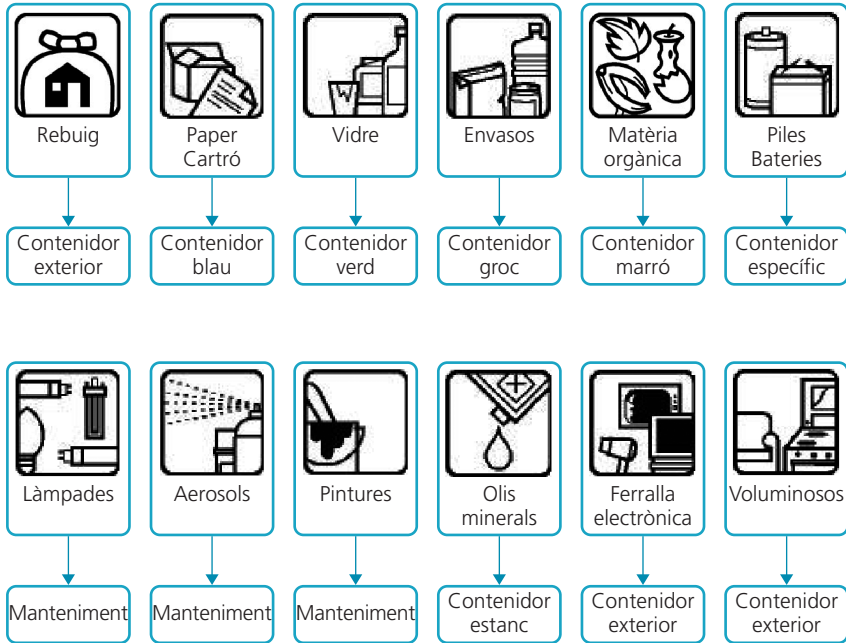 Rebuig
Paper
Cartró
Vidre
Envasos
Matèria
orgànica
Piles
Bateries
Contenidor
exterior
Contenidor
blau
Contenidor
verd
Contenidor
groc
Contenidor
marró
Contenidor
específic
Làmpades
Aerosols
Pintures
Olis
minerals
Ferralla
electrònica
Voluminosos
Manteniment
Manteniment
Manteniment
Contenidor
estanc
Contenidor
exterior
Contenidor
exterior